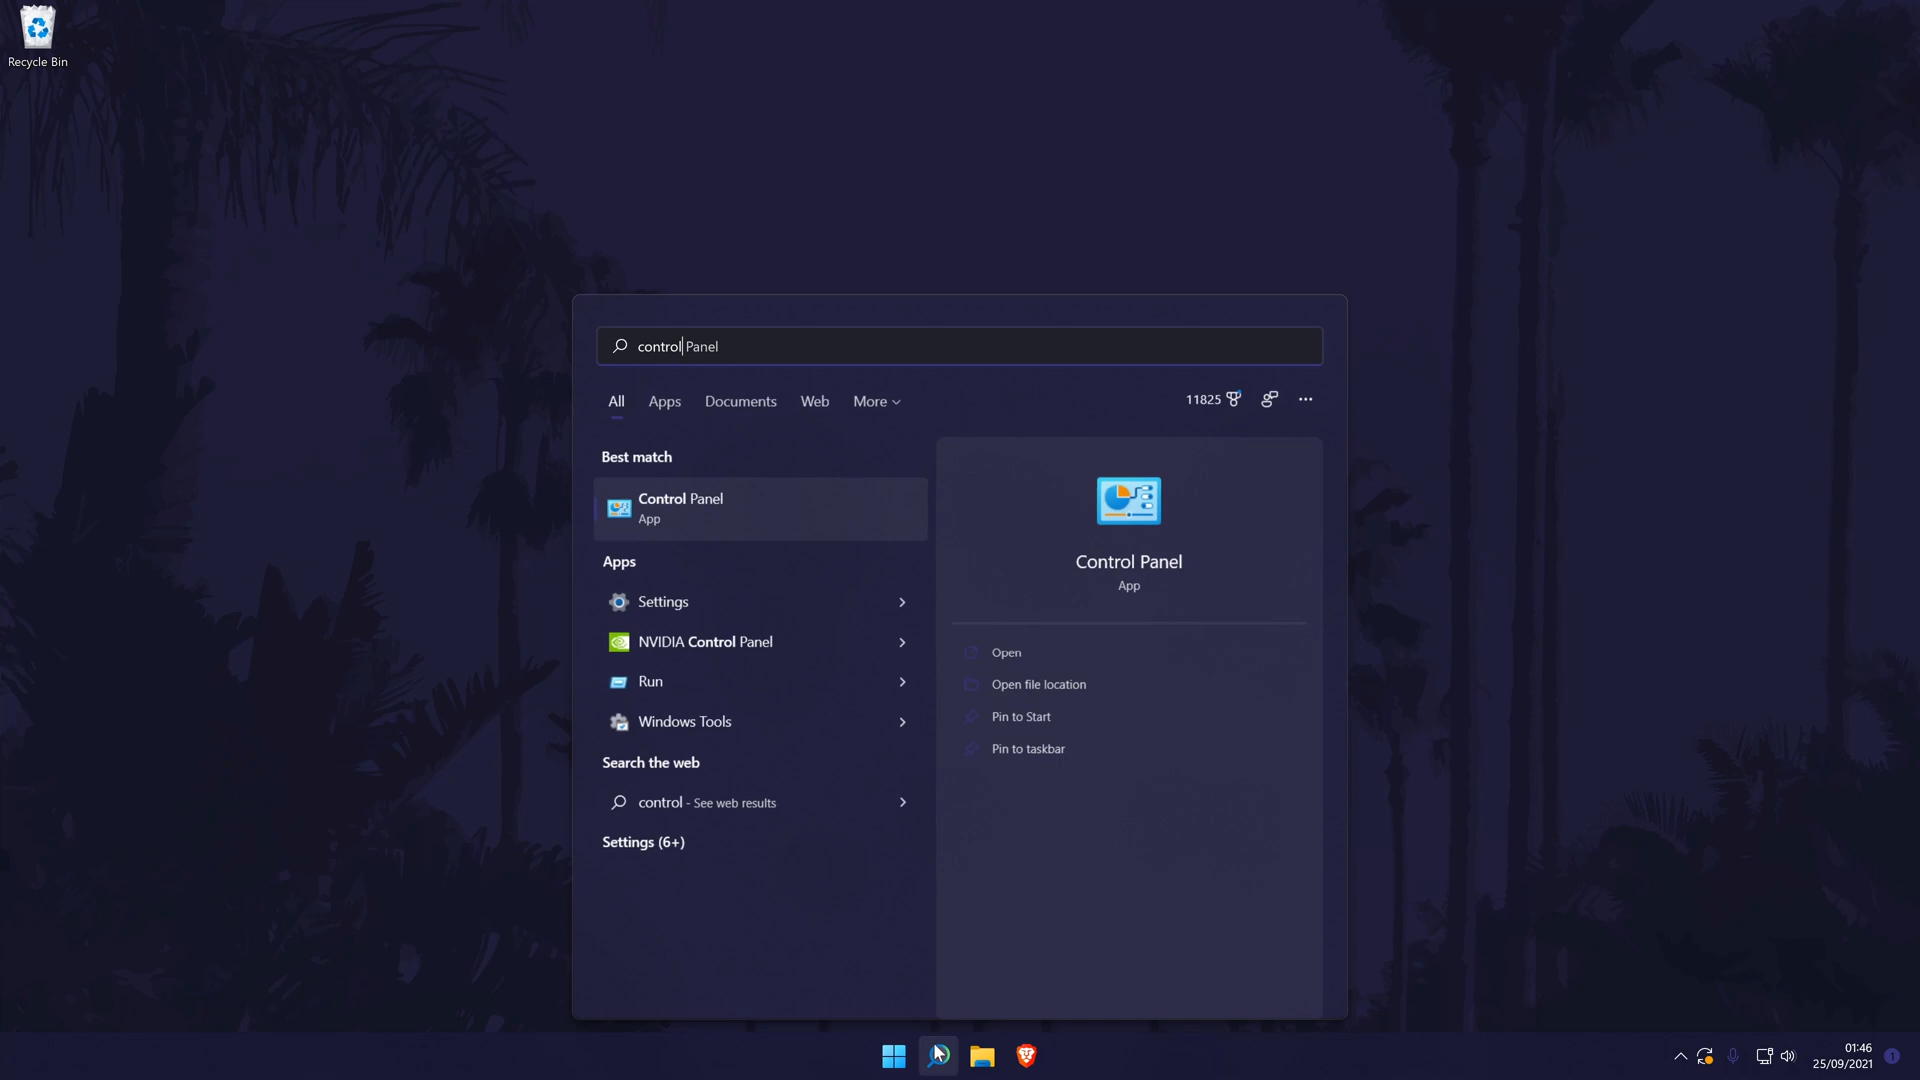 Recycle Bin
control Panel
All Apps Documents Web More 11825
Best match
Control Panel
App
Apps
Settings
NVIDIA Control Panel
Run
Windows Tools
Search the web
control - See web results
Settings (6+)
Control Panel
App
Open
Open file location
Pin to Start
Pin to taskbar
01:46
25/09/2021
1